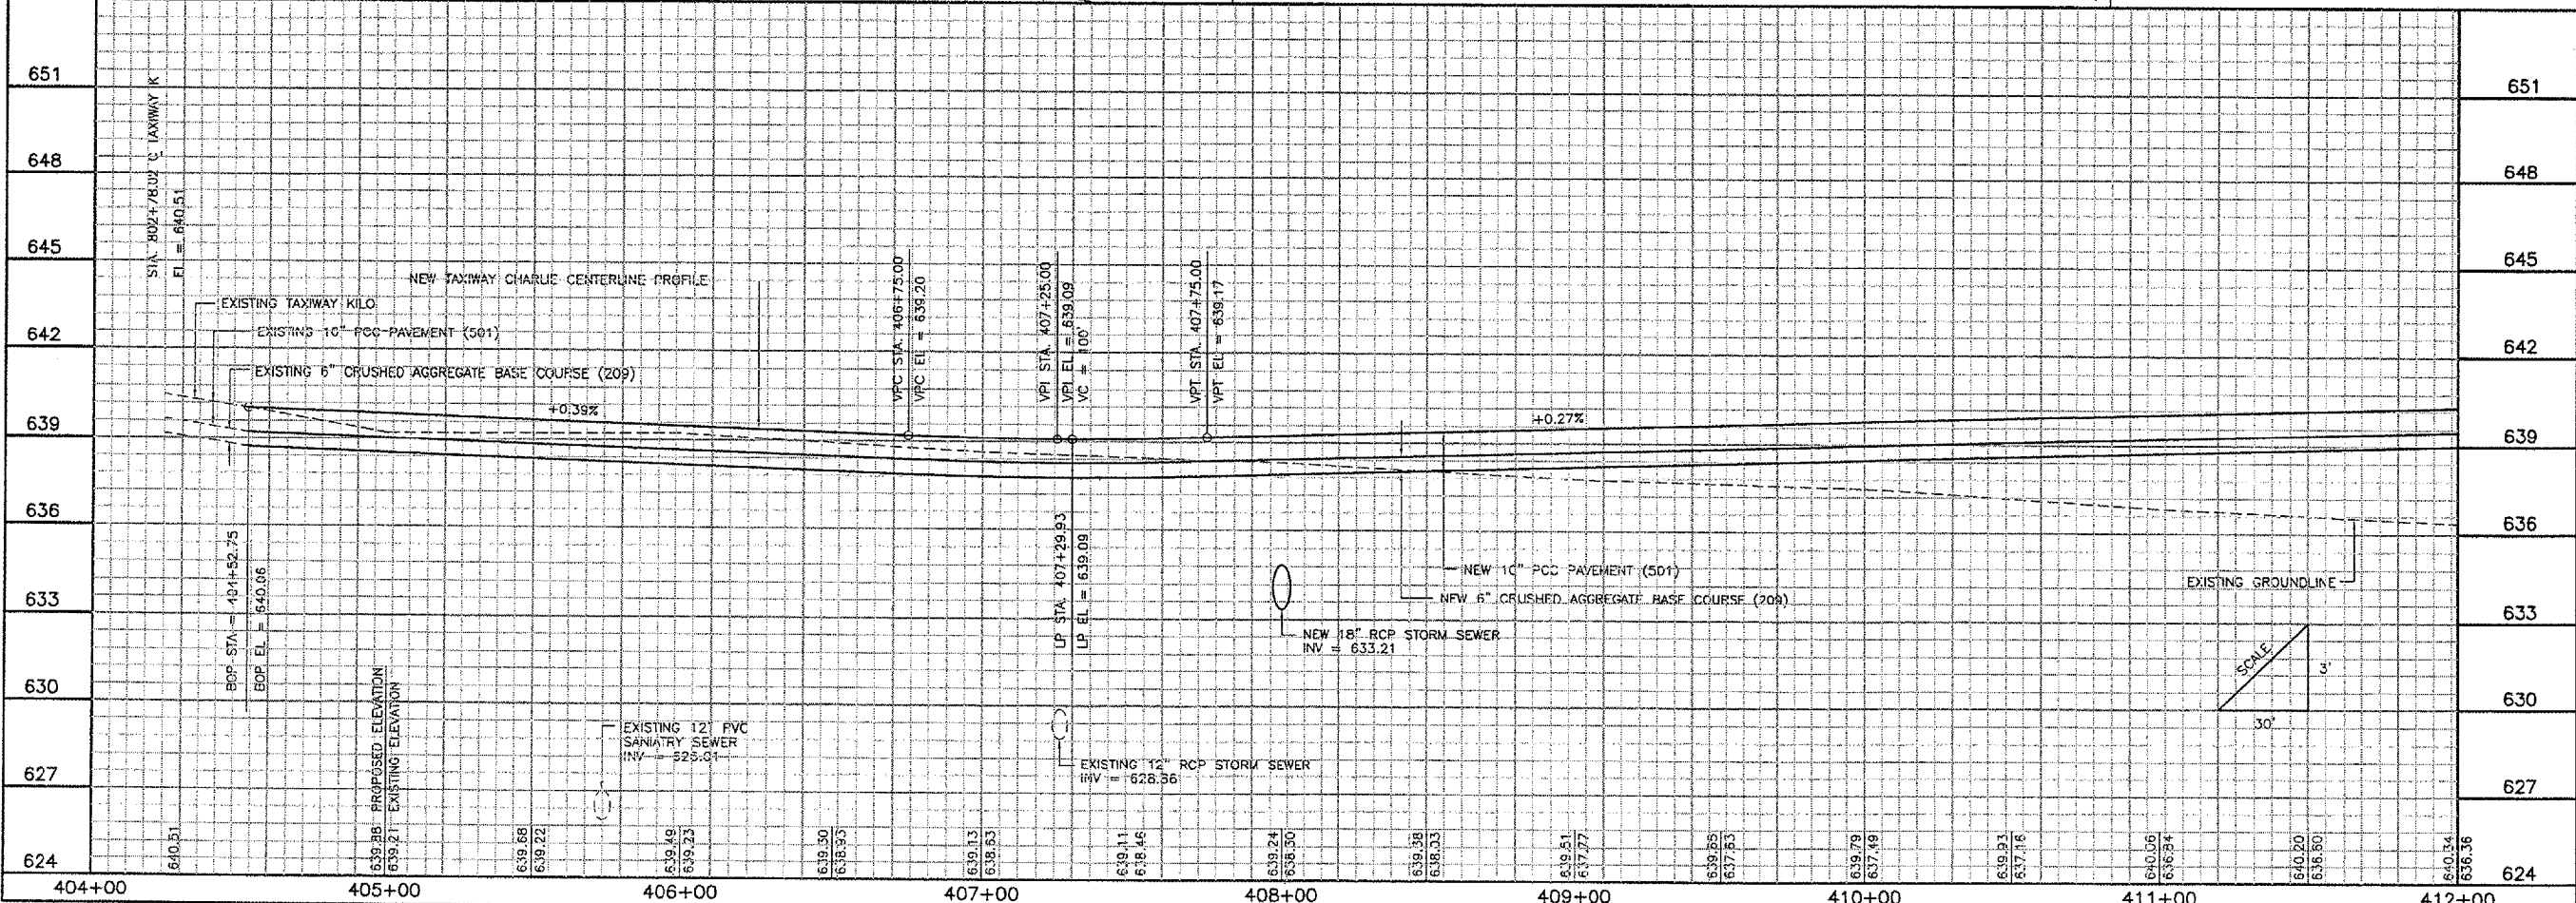 651
651
648
648
645
645
642
642
639
639
636
636
633
633
630
630
627
627
624
624
STA. 802+78.02 C TAXIWAY K
EL = 640.51
EXISTING TAXIWAY KILO
EXISTING 10" PCC PAVEMENT (501)
EXISTING 6" CRUSHED AGGREGATE BASE COURSE (209)
NEW TAXIWAY CHARLIE CENTERLINE PROFILE
+0.39%
VPC STA. 406+75.00
VPC EL = 639.20
VPI STA. 407+25.00
VPI EL = 639.09
VC = 100'
VPT STA. 407+75.00
VPT EL = 639.17
+0.27%
BOP STA = 404+52.75
BOP EL = 640.06
LP STA. 407+29.93
LP EL = 639.09
NEW 10" PCC PAVEMENT (501)
NEW 6" CRUSHED AGGREGATE BASE COURSE (209)
NEW 18" RCP STORM SEWER
INV = 633.21
EXISTING GROUNDLINE
SCALE
3'
30'
EXISTING 12" PVC
SANIATRY SEWER
INV =
EXISTING 12" RCP STORM SEWER
INV = 628.86
640.51
639.88 PROPOSED ELEVATION
639.21 EXISTING ELEVATION
639.68
639.22
639.49
639.23
639.30
638.93
639.13
638.63
639.11
638.46
639.24
638.30
639.38
638.03
639.51
637.77
639.65
637.63
639.79
637.49
639.93
637.16
640.06
636.84
640.20
636.60
640.34
636.36
404+00
405+00
406+00
407+00
408+00
409+00
410+00
411+00
412+00